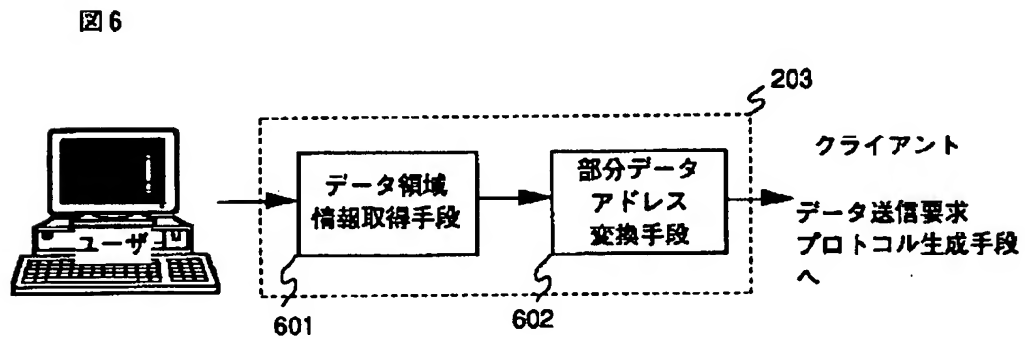 図6
203
クライアント
ユーザ
データ領域
情報取得手段
部分データ
アドレス
変換手段
データ送信要求
プロトコル生成手段
へ
601
602